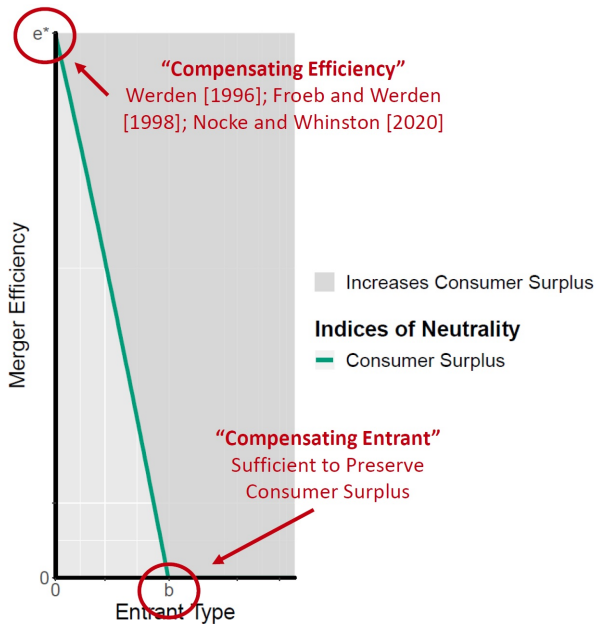 e*
“Compensating Efficiency”
Werden [1996]; Froeb and Werden
[1998]; Nocke and Whinston [2020]
Merger Efficiency
Increases Consumer Surplus
Indices of Neutrality
Consumer Surplus
“Compensating Entrant”
Sufficient to Preserve
Consumer Surplus
0
0
b
Entrant Type